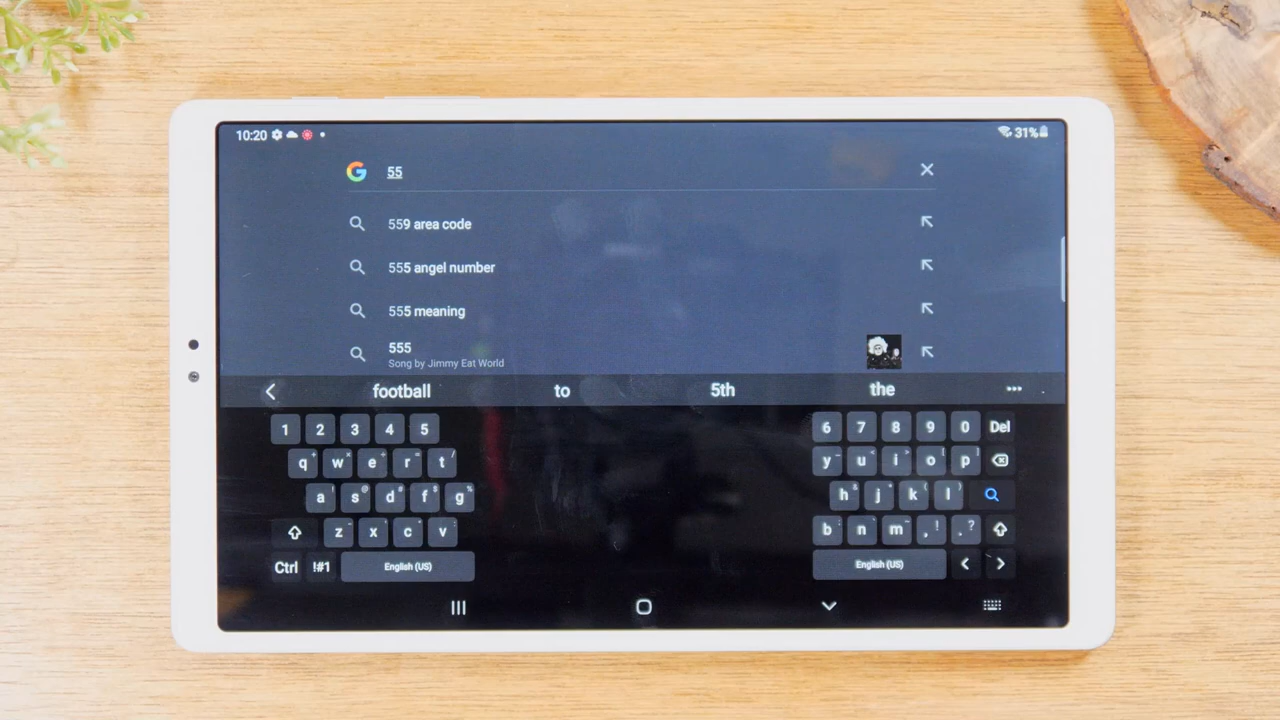 10:20 31%
55
559 area code
555 angel number
555 meaning
555
Song by Jimmy Eat World
football to 5th the
1 2 3 4 5 6 7 8 9 0 Del
q w e r t y u i o p
a s d f g h j k l
z x c v b n m , ! . ?
Ctrl !#1 English (US) English (US)